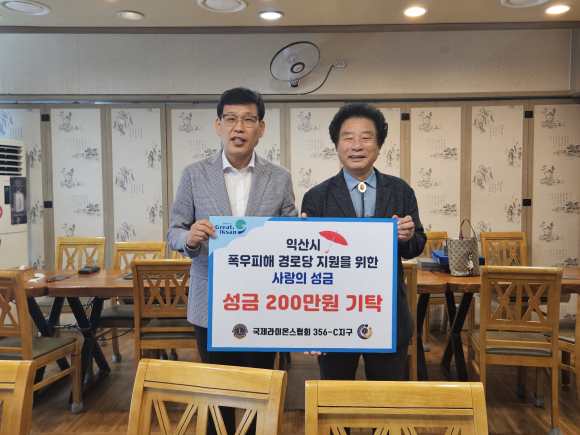 Great, Iksan
익산시
폭우피해 경로당 지원을 위한
사랑의 성금
성금 200만원 기탁
국제라이온스협회 356-C지구